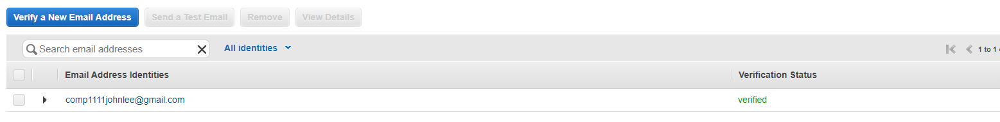 Verify a New Email Address Send a Test Email Remove View Details
Search email addresses All identities 1 to 1
Email Address Identities Verification Status
comp1111johnlee@gmail.com verified